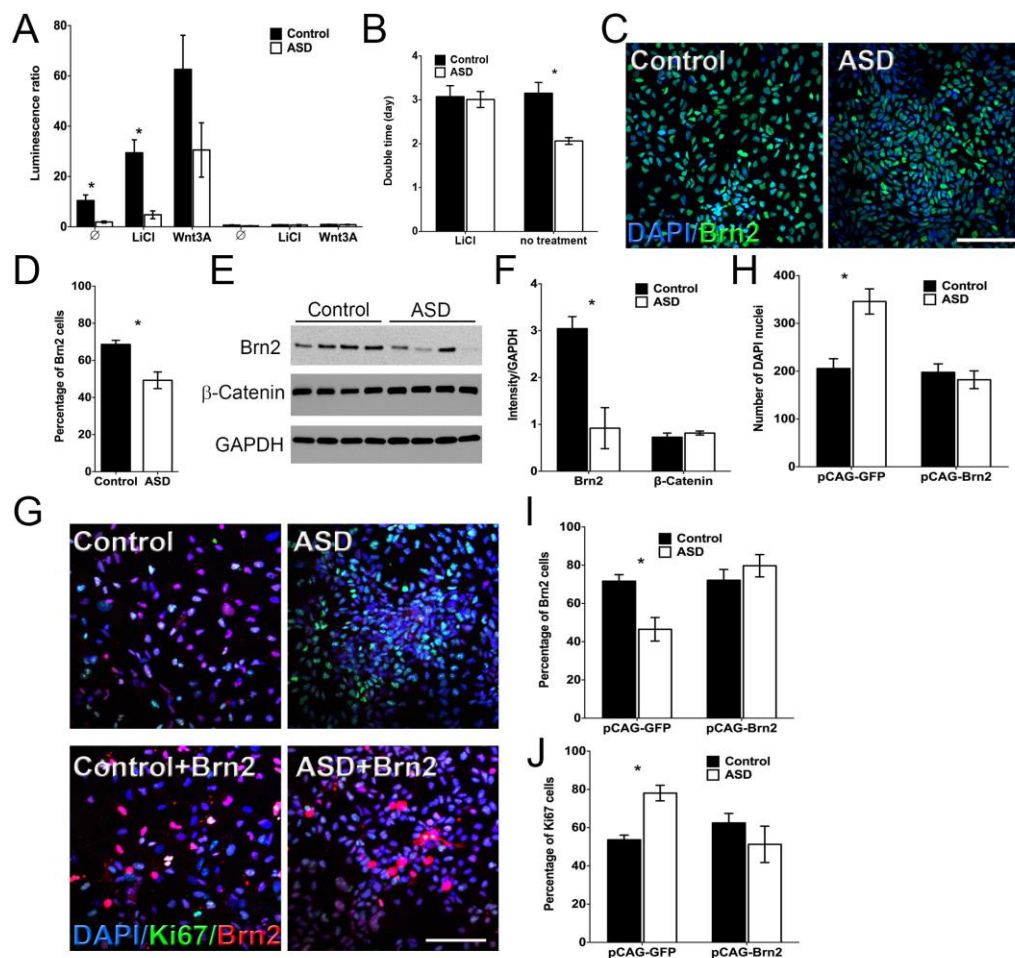 A
Luminescence ratio
80
60
40
20
0
Control
ASD
*
*
∅ LiCl Wnt3A ∅ LiCl Wnt3A
B
Double time (day)
4
3
2
1
0
Control
ASD
*
LiCl no treatment
C
Control
ASD
DAPI/Brn2
D
Percentage of Brn2 cells
100
80
60
40
20
0
*
Control ASD
E
Control ASD
Brn2
β-Catenin
GAPDH
F
Intensity/GAPDH
4
3
2
1
0
Control
ASD
*
Brn2 β-Catenin
H
Number of DAPI nuclei
400
300
200
100
0
Control
ASD
*
pCAG-GFP pCAG-Brn2
G
Control
ASD
Control+Brn2
ASD+Brn2
DAPI/Ki67/Brn2
I
Percentage of Brn2 cells
100
80
60
40
20
0
Control
ASD
*
pCAG-GFP pCAG-Brn2
J
Percentage of Ki67 cells
100
80
60
40
20
0
Control
ASD
*
pCAG-GFP pCAG-Brn2